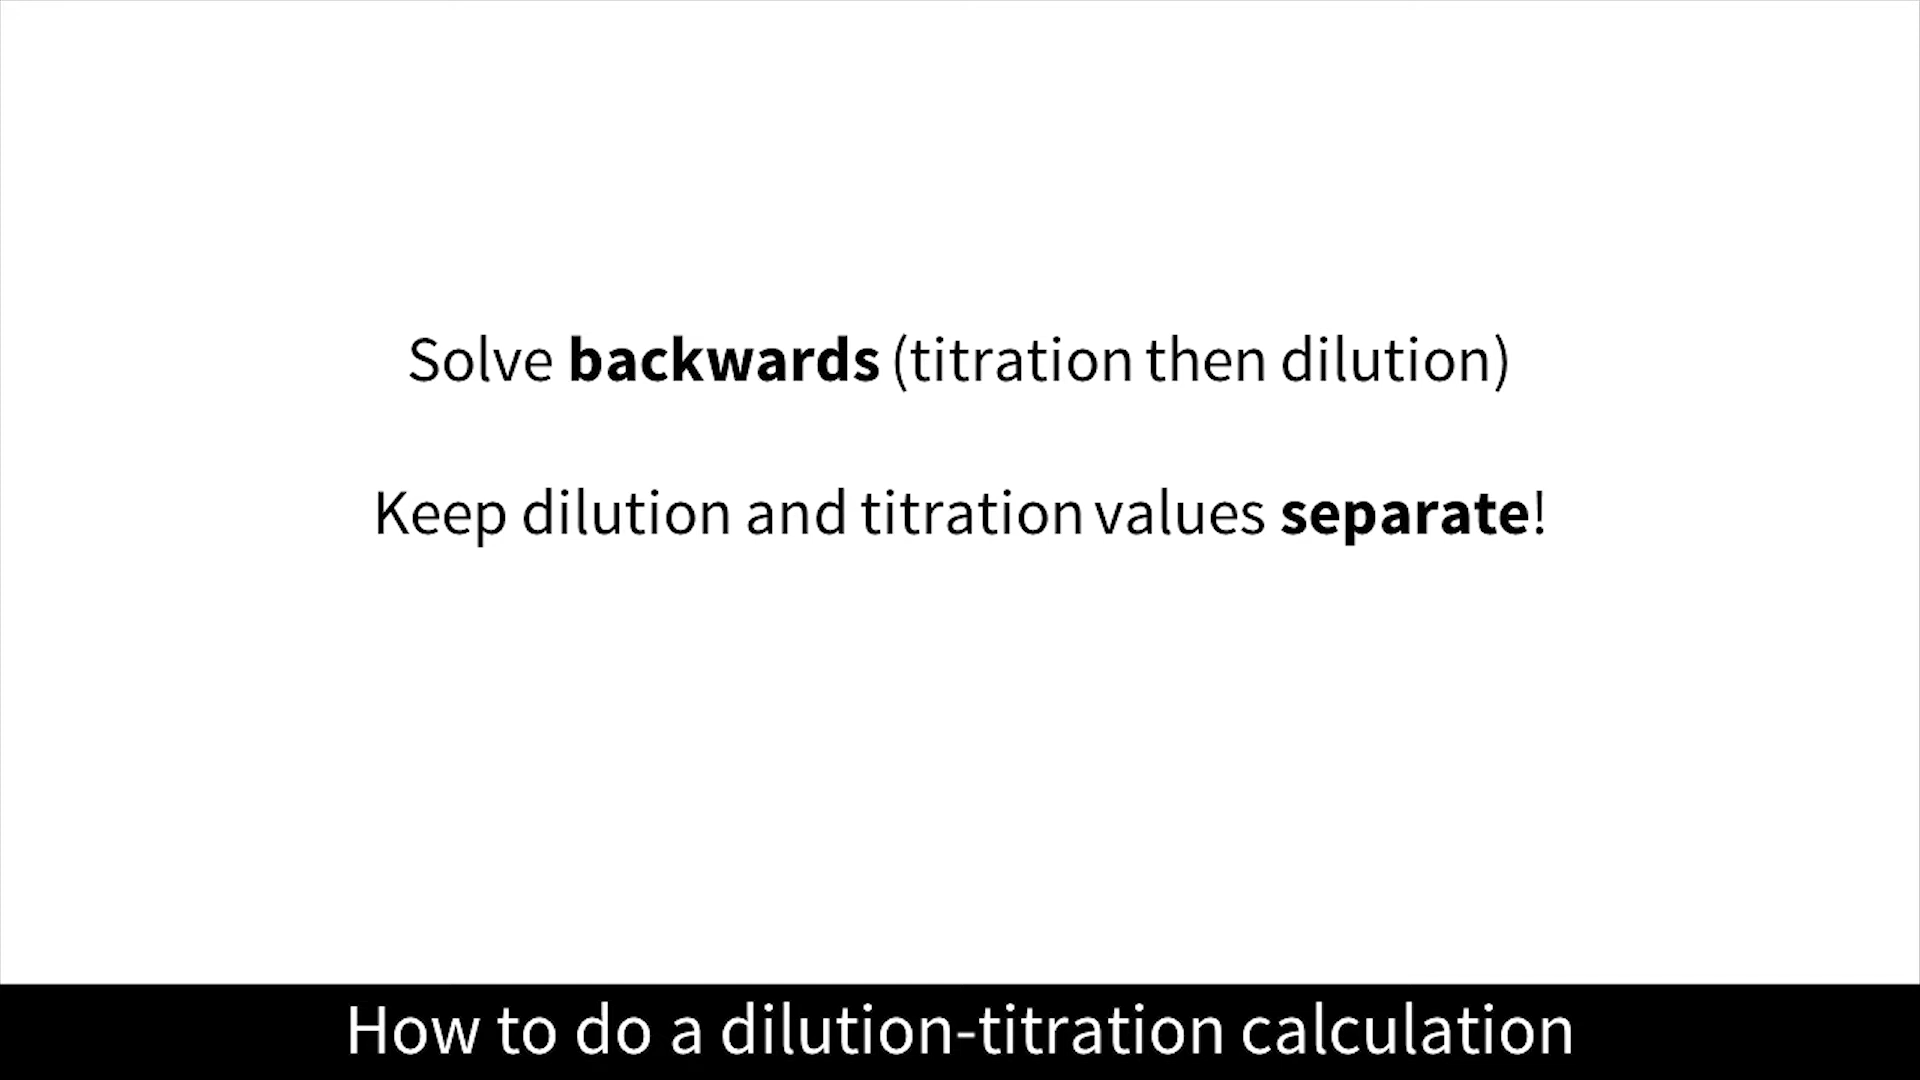 Solve backwards (titration then dilution)
Keep dilution and titration values separate!
How to do a dilution-titration calculation